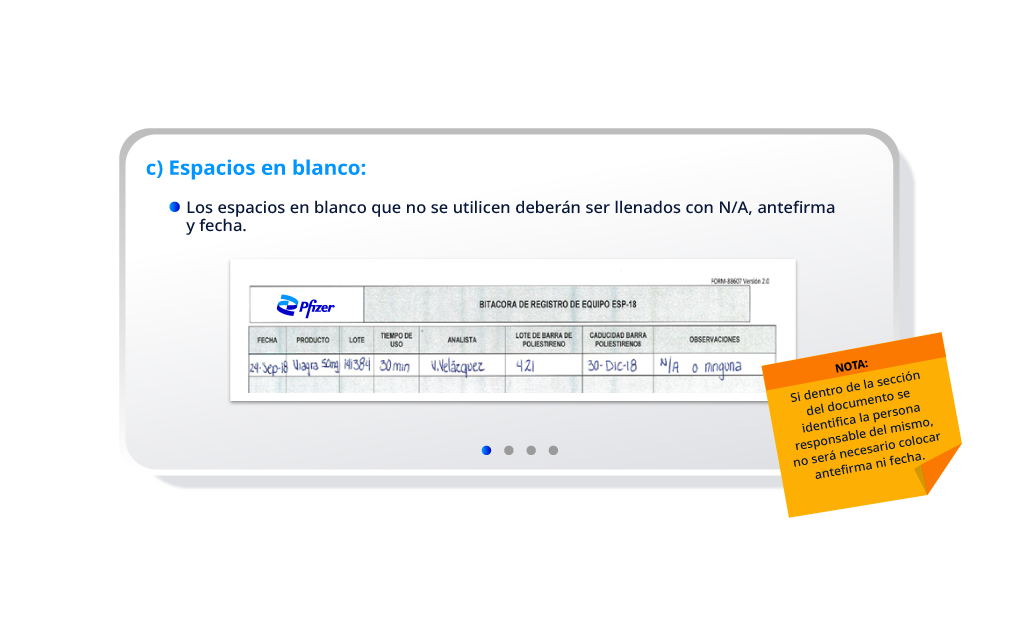 c) Espacios en blanco:
Los espacios en blanco que no se utilicen deberán ser llenados con N/A, antefirma
y fecha.
FORM-88607 Versión 2.0
Pfizer
BITACORA DE REGISTRO DE EQUIPO ESP-18
FECHA PRODUCTO LOTE TIEMPO DE USO ANALISTA LOTE DE BARRA DE POLIESTIRENO CADUCIDAD BARRA POLIESTIRENO8 OBSERVACIONES
24-Sep-18 Viagra 50mg 141384 30min V.Velázquez 421 30-DIC-18 N/A o ninguna
NOTA:
Si dentro de la sección
del documento se
identifica la persona
responsable del mismo,
no será necesario colocar
antefirma ni fecha.